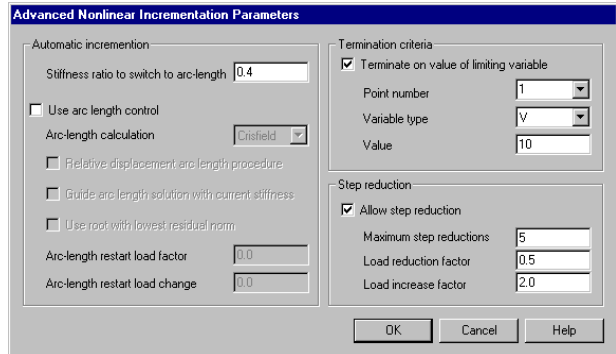 Advanced Nonlinear Incrementation Parameters
Automatic incremention
Stiffness ratio to switch to arc-length 0.4
Use arc length control
Arc-length calculation Crisfield
Relative displacement arc length procedure
Guide arc length solution with current stiffness
Use root with lowest residual norm
Arc-length restart load factor 0.0
Arc-length restart load change 0.0
Termination criteria
Terminate on value of limiting variable
Point number 1
Variable type V
Value 10
Step reduction
Allow step reduction
Maximum step reductions 5
Load reduction factor 0.5
Load increase factor 2.0
OK Cancel Help